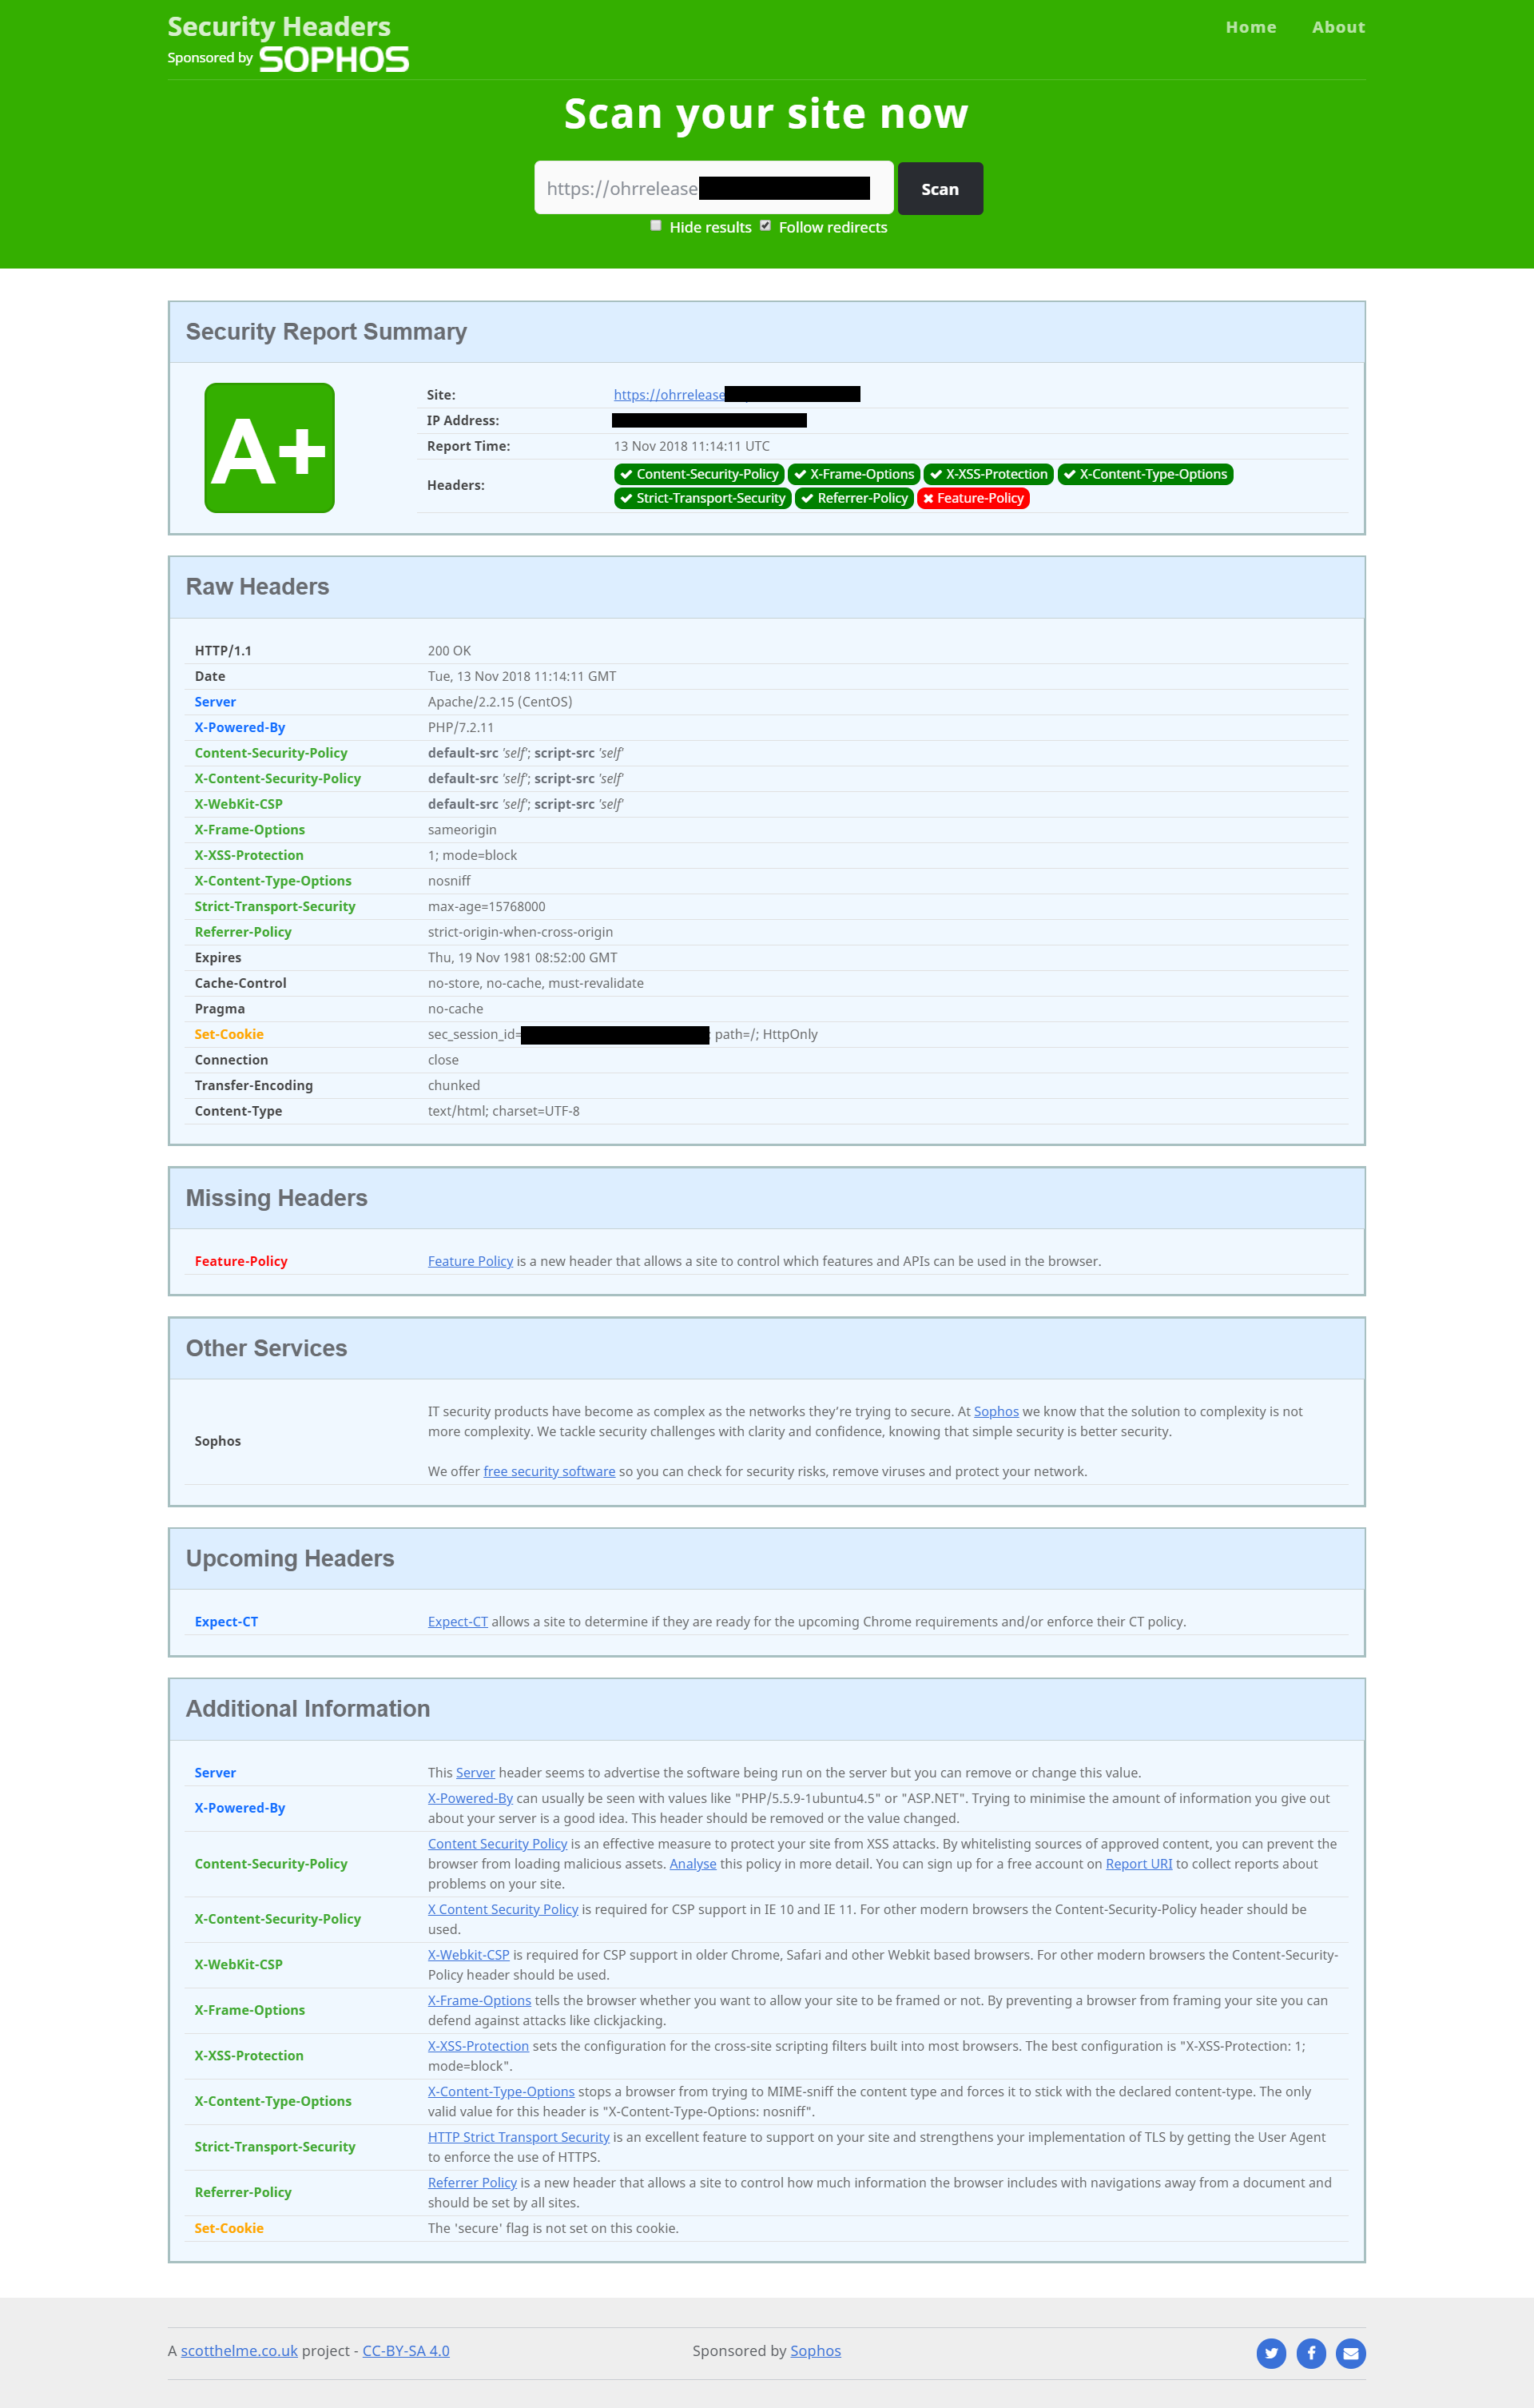 Security Headers
Home About
Sponsored by SOPHOS
Scan your site now
https://ohrrelease
Scan
Hide results Follow redirects
Security Report Summary
A+
Site: https://ohrrelease
IP Address:
Report Time: 13 Nov 2018 11:14:11 UTC
Headers: Content-Security-Policy X-Frame-Options X-XSS-Protection X-Content-Type-Options
Strict-Transport-Security Referrer-Policy Feature-Policy
Raw Headers
HTTP/1.1 200 OK
Date Tue, 13 Nov 2018 11:14:11 GMT
Server Apache/2.2.15 (CentOS)
X-Powered-By PHP/7.2.11
Content-Security-Policy default-src 'self'; script-src 'self'
X-Content-Security-Policy default-src 'self'; script-src 'self'
X-WebKit-CSP default-src 'self'; script-src 'self'
X-Frame-Options sameorigin
X-XSS-Protection 1; mode=block
X-Content-Type-Options nosniff
Strict-Transport-Security max-age=15768000
Referrer-Policy strict-origin-when-cross-origin
Expires Thu, 19 Nov 1981 08:52:00 GMT
Cache-Control no-store, no-cache, must-revalidate
Pragma no-cache
Set-Cookie sec_session_id= ; path=/; HttpOnly
Connection close
Transfer-Encoding chunked
Content-Type text/html; charset=UTF-8
Missing Headers
Feature-Policy Feature Policy is a new header that allows a site to control which features and APIs can be used in the browser.
Other Services
Sophos
IT security products have become as complex as the networks they’re trying to secure. At Sophos we know that the solution to complexity is not
more complexity. We tackle security challenges with clarity and confidence, knowing that simple security is better security.
We offer free security software so you can check for security risks, remove viruses and protect your network.
Upcoming Headers
Expect-CT Expect-CT allows a site to determine if they are ready for the upcoming Chrome requirements and/or enforce their CT policy.
Additional Information
Server This Server header seems to advertise the software being run on the server but you can remove or change this value.
X-Powered-By
X-Powered-By can usually be seen with values like "PHP/5.5.9-1ubuntu4.5" or "ASP.NET". Trying to minimise the amount of information you give out
about your server is a good idea. This header should be removed or the value changed.
Content-Security-Policy
Content Security Policy is an effective measure to protect your site from XSS attacks. By whitelisting sources of approved content, you can prevent the
browser from loading malicious assets. Analyse this policy in more detail. You can sign up for a free account on Report URI to collect reports about
problems on your site.
X-Content-Security-Policy
X Content Security Policy is required for CSP support in IE 10 and IE 11. For other modern browsers the Content-Security-Policy header should be
used.
X-WebKit-CSP
X-Webkit-CSP is required for CSP support in older Chrome, Safari and other Webkit based browsers. For other modern browsers the Content-Security-
Policy header should be used.
X-Frame-Options
X-Frame-Options tells the browser whether you want to allow your site to be framed or not. By preventing a browser from framing your site you can
defend against attacks like clickjacking.
X-XSS-Protection
X-XSS-Protection sets the configuration for the cross-site scripting filters built into most browsers. The best configuration is "X-XSS-Protection: 1;
mode=block".
X-Content-Type-Options
X-Content-Type-Options stops a browser from trying to MIME-sniff the content type and forces it to stick with the declared content-type. The only
valid value for this header is "X-Content-Type-Options: nosniff".
Strict-Transport-Security
HTTP Strict Transport Security is an excellent feature to support on your site and strengthens your implementation of TLS by getting the User Agent
to enforce the use of HTTPS.
Referrer-Policy
Referrer Policy is a new header that allows a site to control how much information the browser includes with navigations away from a document and
should be set by all sites.
Set-Cookie The 'secure' flag is not set on this cookie.
A scotthelme.co.uk project - CC-BY-SA 4.0 Sponsored by Sophos